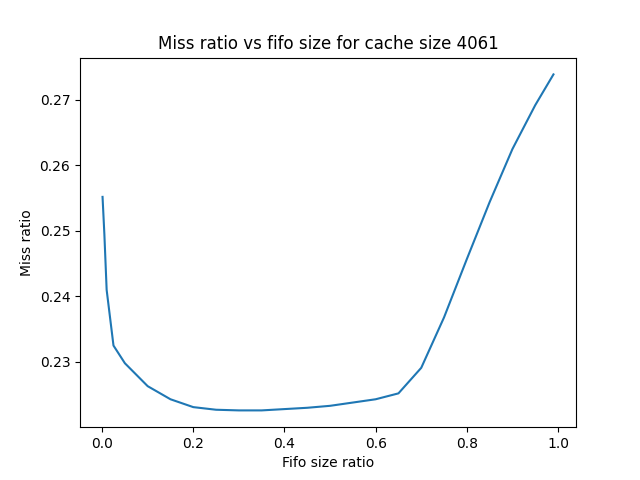 Miss ratio vs fifo size for cache size 4061
0.27
0.26
0.25
0.24
0.23
Miss ratio
0.0 0.2 0.4 0.6 0.8 1.0
Fifo size ratio